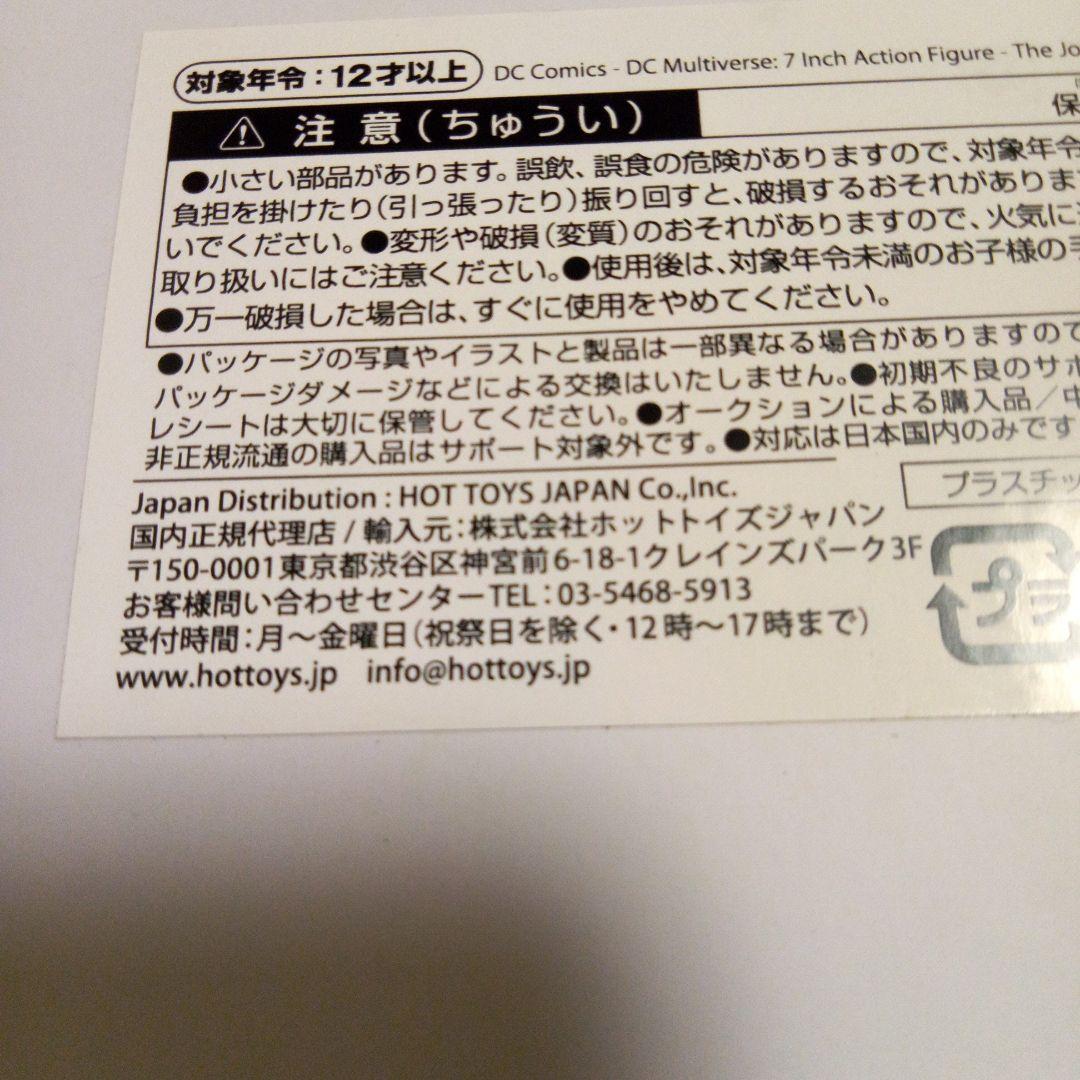 対象年令：12才以上 DC Comics - DC Multiverse: 7 Inch Action Figure - The Jo
注意（ちゅうい） 保
●小さい部品があります。誤飲、誤食の危険がありますので、対象年令
負担を掛けたり（引っ張ったり）振り回すと、破損するおそれがありま
いでください。●変形や破損（変質）のおそれがありますので、火気に
取り扱いにはご注意ください。●使用後は、対象年令未満のお子様の手
●万一破損した場合は、すぐに使用をやめてください。
●パッケージの写真やイラストと製品は一部異なる場合がありますので
パッケージダメージなどによる交換はいたしません。●初期不良のサポ
レシートは大切に保管してください。●オークションによる購入品／中
非正規流通の購入品はサポート対象外です。●対応は日本国内のみです
Japan Distribution : HOT TOYS JAPAN Co.,Inc.
プラスチッ
国内正規代理店 / 輸入元：株式会社ホットトイズジャパン
〒150-0001東京都渋谷区神宮前6-18-1クレインズパーク3F
お客様問い合わせセンターTEL：03-5468-5913
受付時間：月～金曜日（祝祭日を除く・12時～17時まで）
www.hottoys.jp info@hottoys.jp
プラ